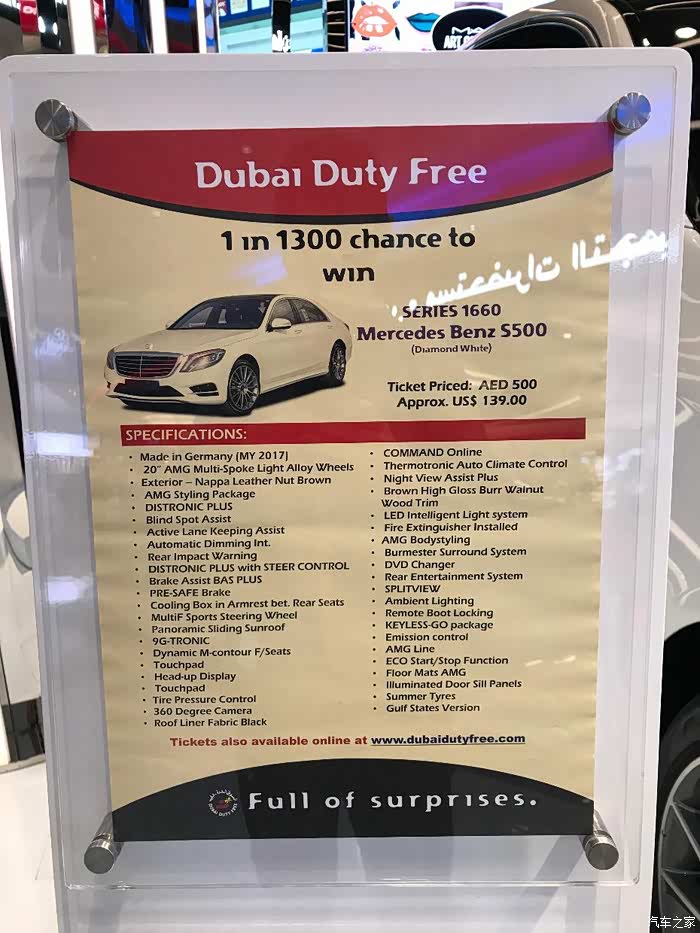 MAC
Dubai Duty Free
1 in 1300 chance to
win
مستحضرات التجميل
SERIES 1660
Mercedes Benz S500
(Diamond White)
Ticket Priced: AED 500
Approx. US$ 139.00
SPECIFICATIONS:
• Made in Germany (MY 2017)
• 20" AMG Multi-Spoke Light Alloy Wheels
• Exterior – Nappa Leather Nut Brown
• AMG Styling Package
• DISTRONIC PLUS
• Blind Spot Assist
• Active Lane Keeping Assist
• Automatic Dimming Int.
• Rear Impact Warning
• DISTRONIC PLUS with STEER CONTROL
• Brake Assist BAS PLUS
• PRE-SAFE Brake
• Cooling Box in Armrest bet. Rear Seats
• MultiF Sports Steering Wheel
• Panoramic Sliding Sunroof
• 9G-TRONIC
• Dynamic M-contour F/Seats
• Touchpad
• Head-up Display
• Touchpad
• Tire Pressure Control
• 360 Degree Camera
• Roof Liner Fabric Black
• COMMAND Online
• Thermotronic Auto Climate Control
• Night View Assist Plus
• Brown High Gloss Burr Walnut
Wood Trim
• LED Intelligent Light system
• Fire Extinguisher Installed
• AMG Bodystyling
• Burmester Surround System
• DVD Changer
• Rear Entertainment System
• SPLITVIEW
• Ambient Lighting
• Remote Boot Locking
• KEYLESS-GO package
• Emission control
• AMG Line
• ECO Start/Stop Function
• Floor Mats AMG
• Illuminated Door Sill Panels
• Summer Tyres
• Gulf States Version
Tickets also available online at www.dubaidutyfree.com
DUBAI DUTY FREE
Full of surprises.
汽车之家